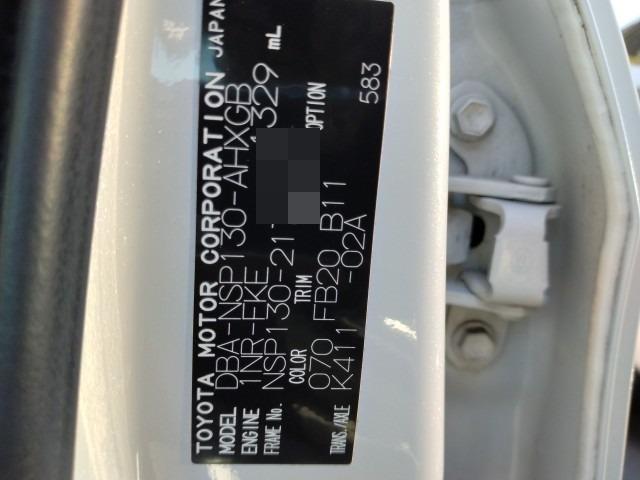 TOYOTA MOTOR CORPORATION JAPAN
MODEL DBA-NSP130-AHXGB
ENGINE 1NR-EKE 1329 mL
FRAME No. NSP130-21
COLOR TRIM OPTION
070 FB20 B11
TRANS./AXLE K411 -02A 583